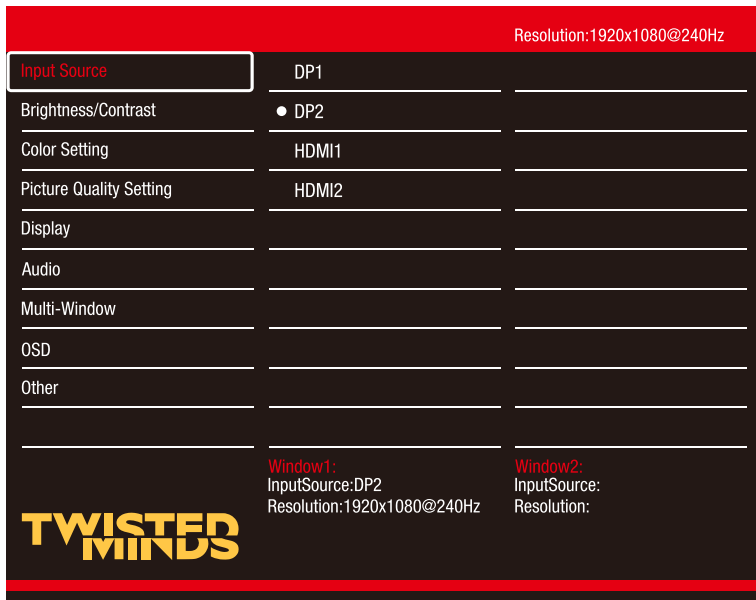 Resolution:1920x1080@240Hz
Input Source
DP1
Brightness/Contrast
DP2
Color Setting
HDMI1
Picture Quality Setting
HDMI2
Display
Audio
Multi-Window
OSD
Other
Window1:
InputSource:DP2
Resolution:1920x1080@240Hz
Window2:
InputSource:
Resolution:
TWISTED
MINDS